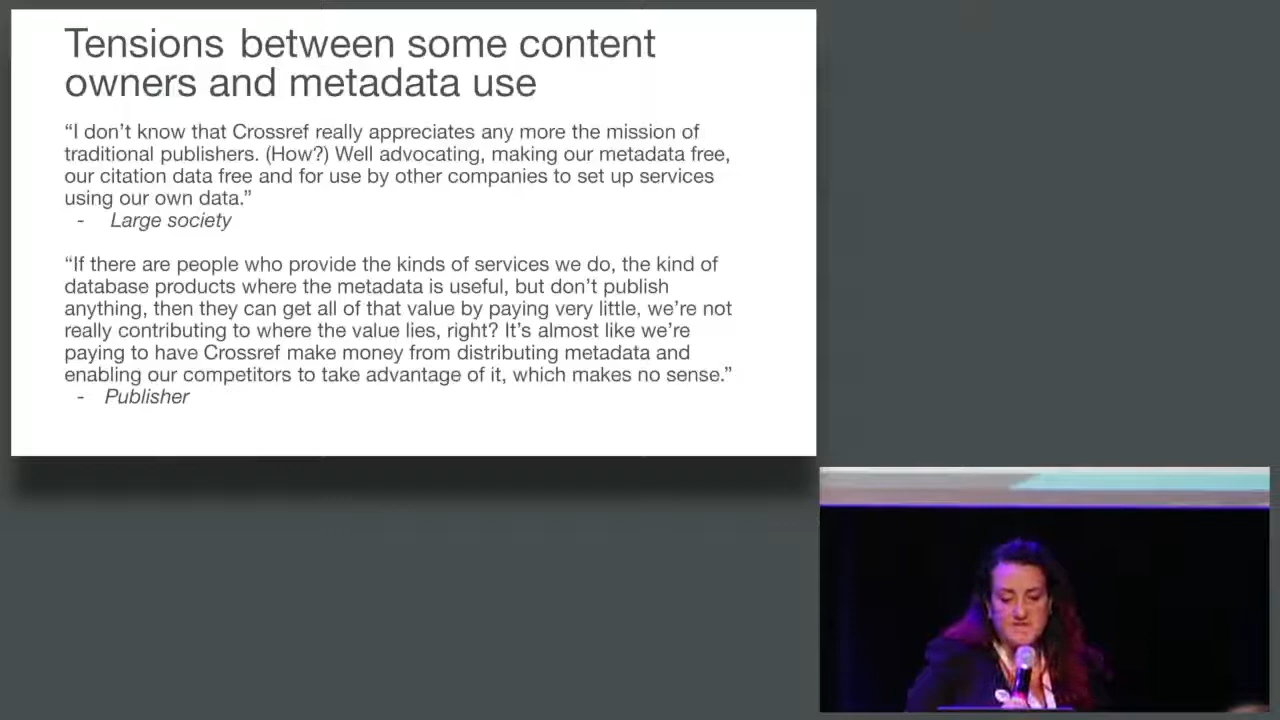 Tensions between some content
owners and metadata use
“I don’t know that Crossref really appreciates any more the mission of
traditional publishers. (How?) Well advocating, making our metadata free,
our citation data free and for use by other companies to set up services
using our own data.”
- Large society
“If there are people who provide the kinds of services we do, the kind of
database products where the metadata is useful, but don’t publish
anything, then they can get all of that value by paying very little, we’re not
really contributing to where the value lies, right? It’s almost like we’re
paying to have Crossref make money from distributing metadata and
enabling our competitors to take advantage of it, which makes no sense.”
- Publisher